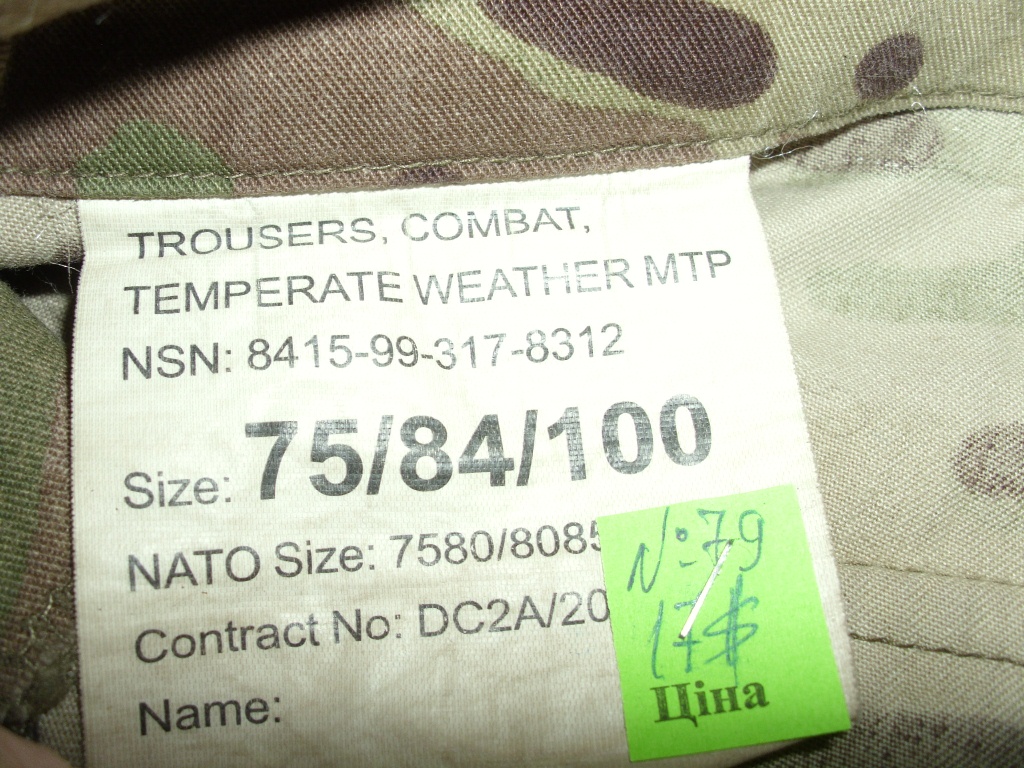 TROUSERS, COMBAT,
TEMPERATE WEATHER MTP
NSN: 8415-99-317-8312
Size: 75/84/100
NATO Size: 7580/8085
Contract No: DC2A/20
Name:
№79
17$
Ціна